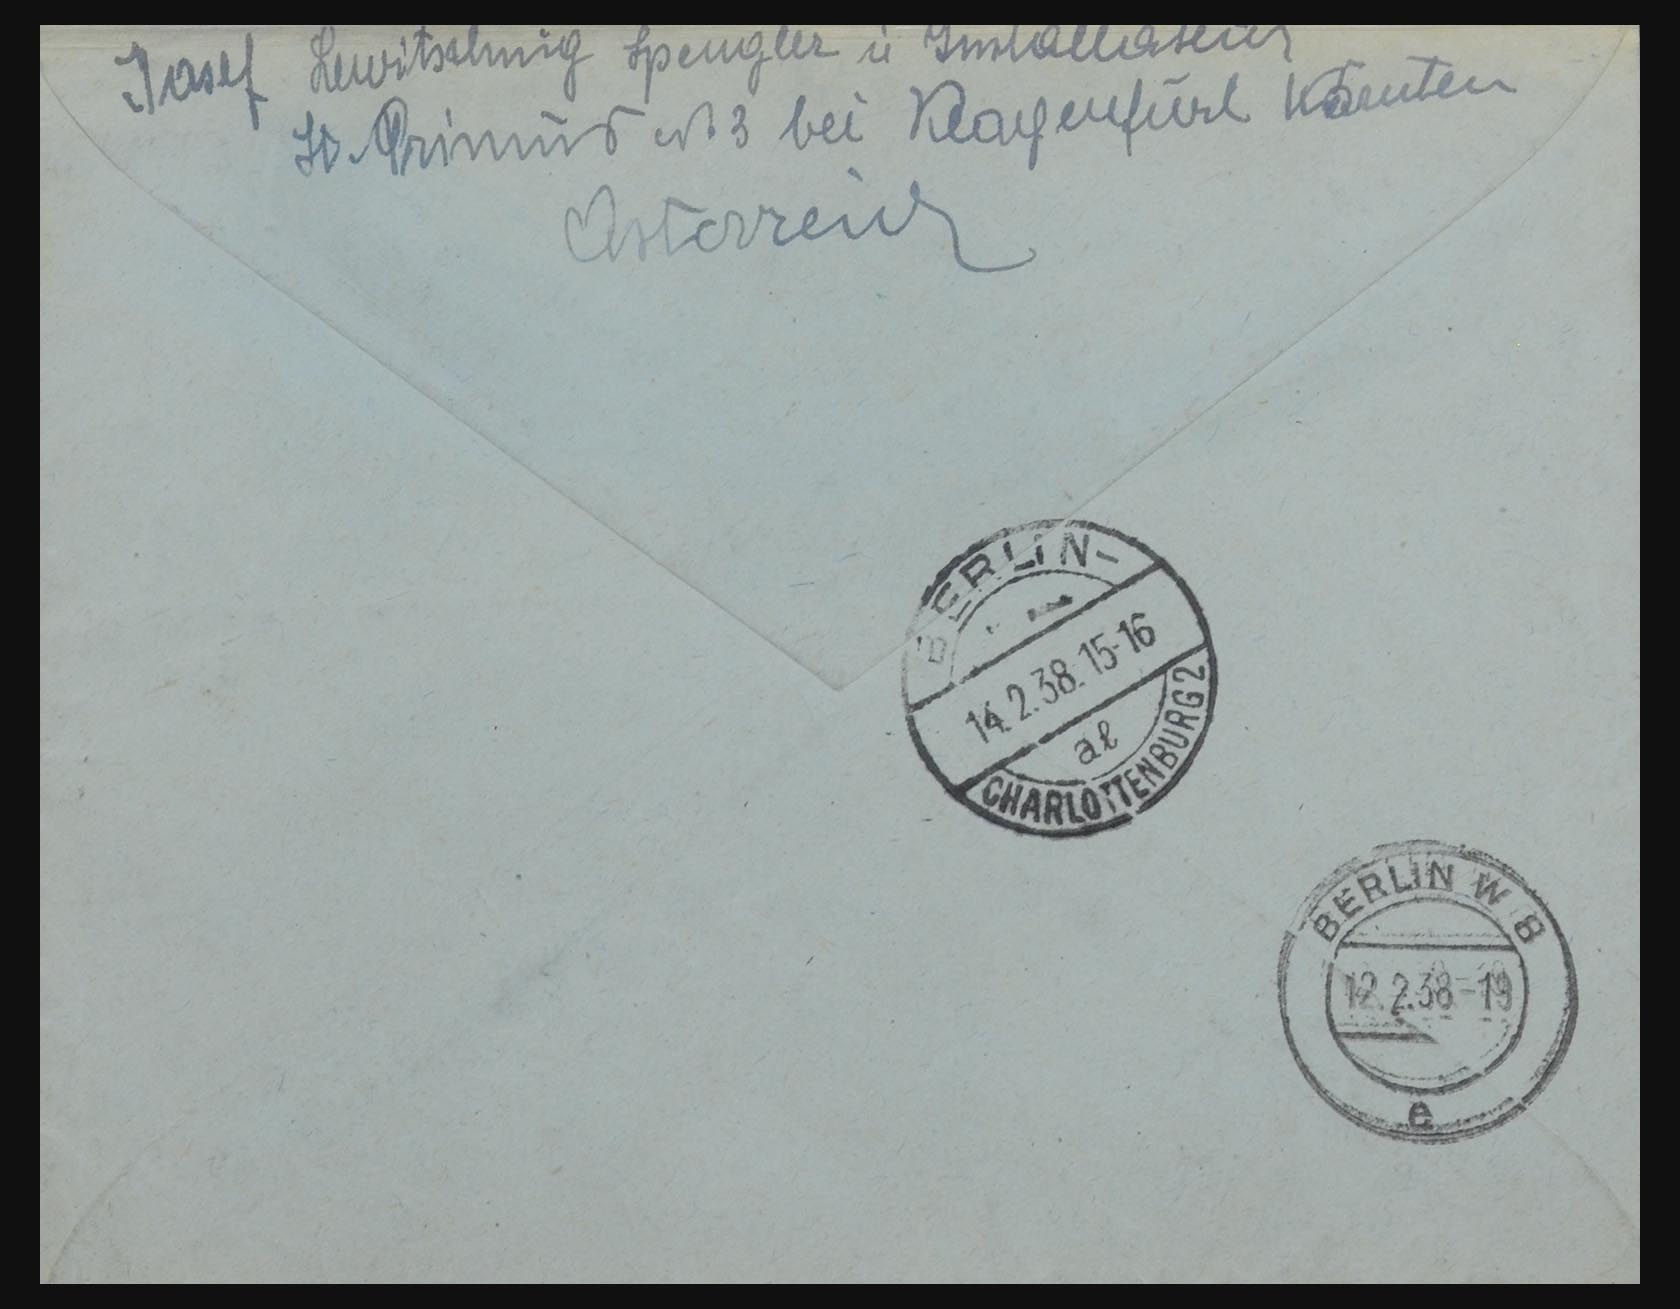 Josef Lewitschnig Spengler u Installateur
St. Primus No 3 bei Klagenfurt Kärnten
Österreich
BERLIN-
14.2.38.15-16
al
CHARLOTTENBURG 2
BERLIN W 8
12.2.38-19
e